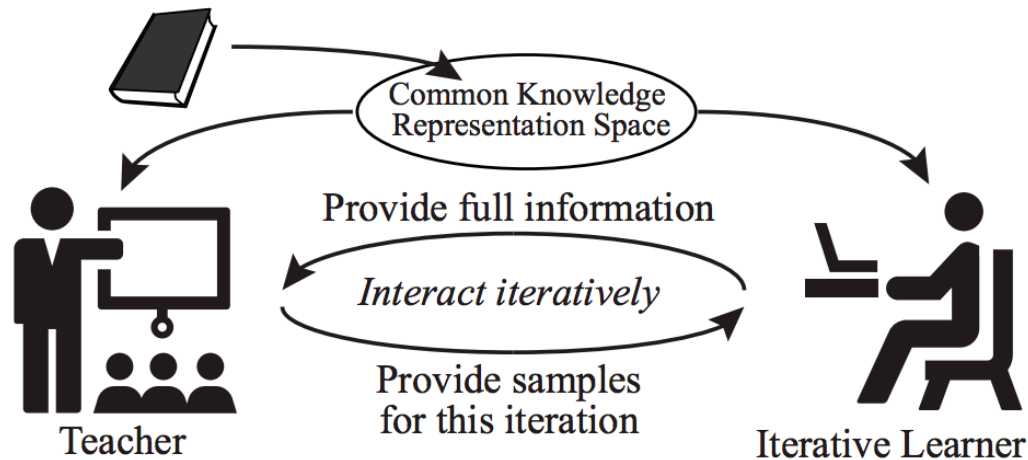 Common Knowledge
Representation Space
Provide full information
Interact iteratively
Provide samples
for this iteration
Teacher
Iterative Learner